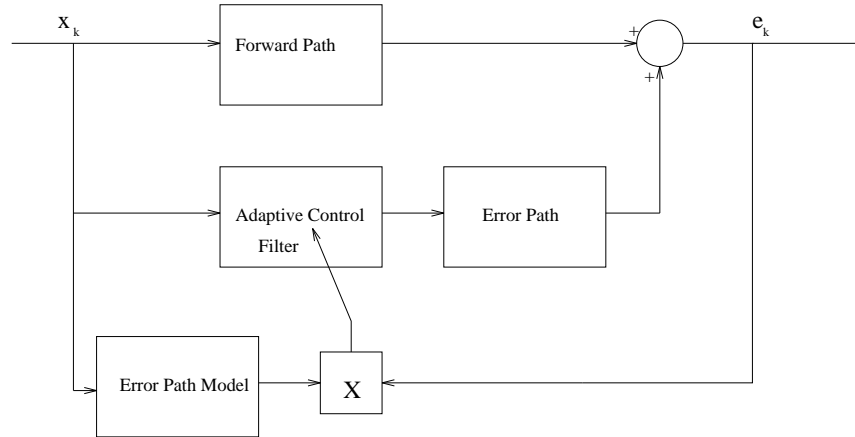 x k
e k
+
Forward Path
+
Adaptive Control
Filter
Error Path
Error Path Model
X